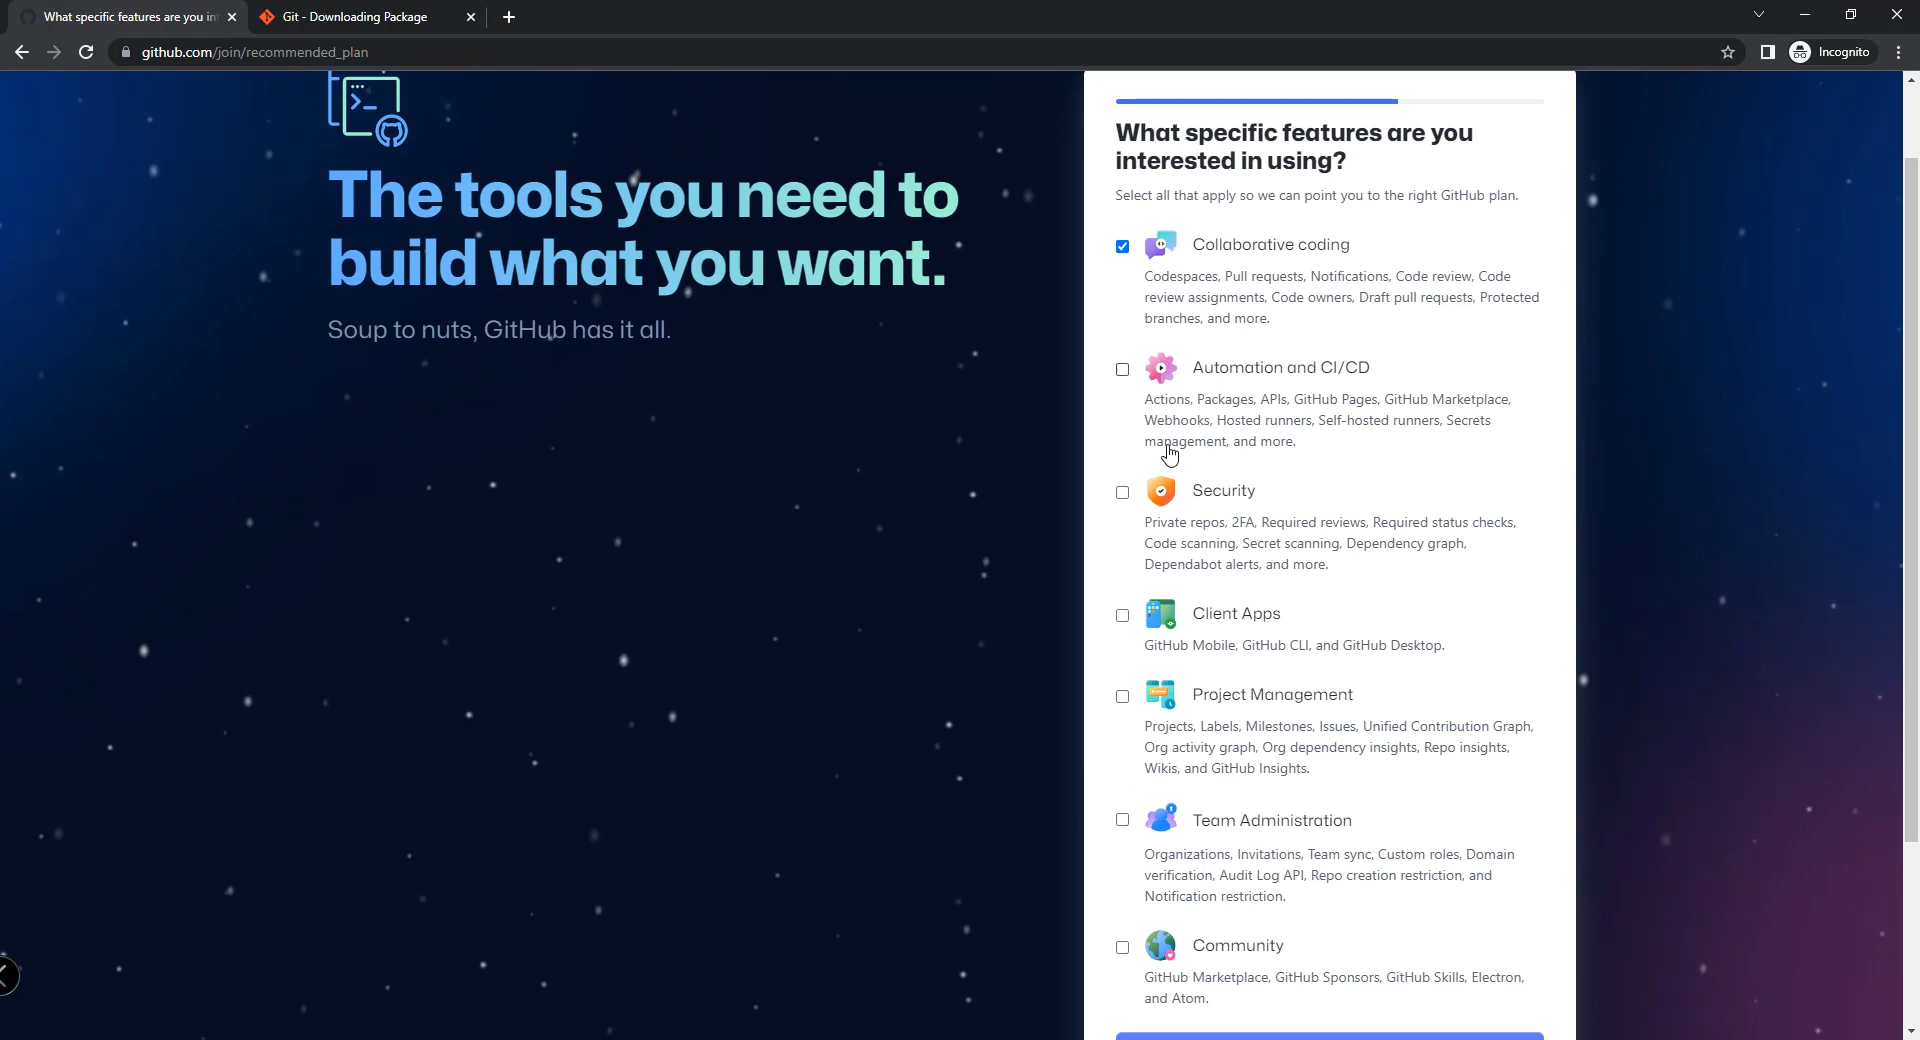 What specific features are you in
Git - Downloading Package
github.com/join/recommended_plan
Incognito
The tools you need to
build what you want.
Soup to nuts, GitHub has it all.
What specific features are you
interested in using?
Select all that apply so we can point you to the right GitHub plan.
Collaborative coding
Codespaces, Pull requests, Notifications, Code review, Code
review assignments, Code owners, Draft pull requests, Protected
branches, and more.
Automation and CI/CD
Actions, Packages, APIs, GitHub Pages, GitHub Marketplace,
Webhooks, Hosted runners, Self-hosted runners, Secrets
management, and more.
Security
Private repos, 2FA, Required reviews, Required status checks,
Code scanning, Secret scanning, Dependency graph,
Dependabot alerts, and more.
Client Apps
GitHub Mobile, GitHub CLI, and GitHub Desktop.
Project Management
Projects, Labels, Milestones, Issues, Unified Contribution Graph,
Org activity graph, Org dependency insights, Repo insights,
Wikis, and GitHub Insights.
Team Administration
Organizations, Invitations, Team sync, Custom roles, Domain
verification, Audit Log API, Repo creation restriction, and
Notification restriction.
Community
GitHub Marketplace, GitHub Sponsors, GitHub Skills, Electron,
and Atom.